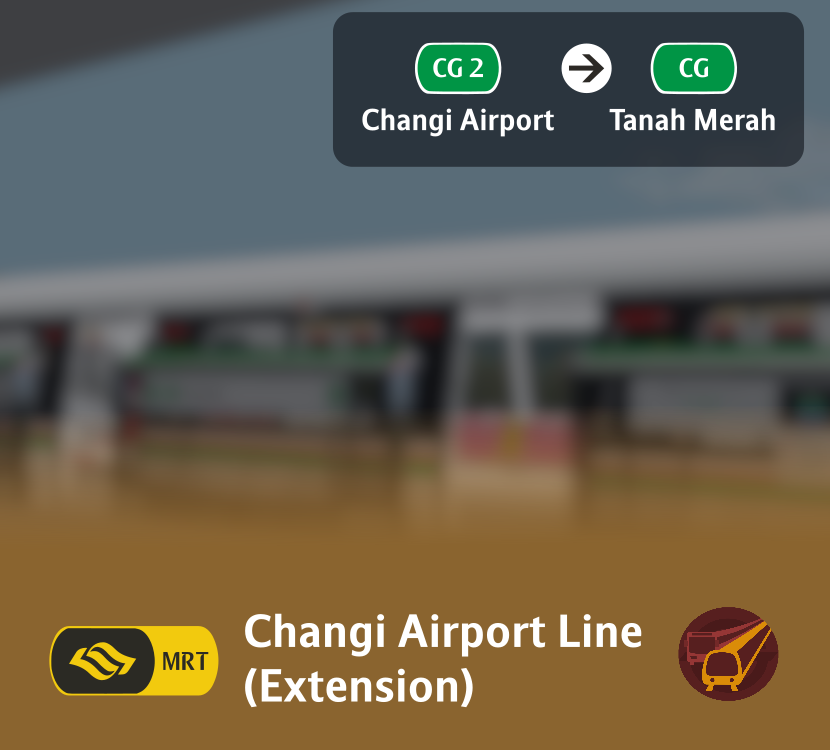 CG 2
CG
Changi Airport
Tanah Merah
MRT
Changi Airport Line
(Extension)